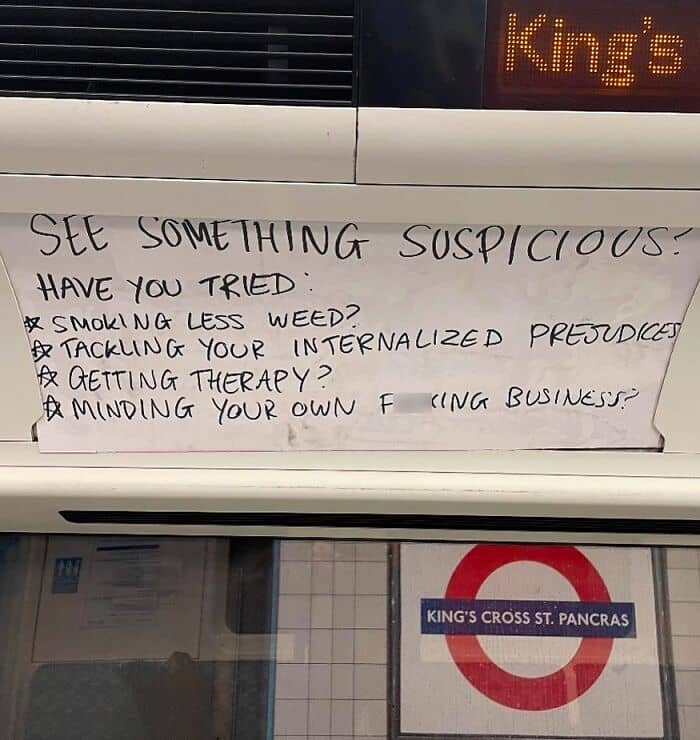 King's
SEE SOMETHING SUSPICIOUS?
HAVE YOU TRIED:
☆ SMOKING LESS WEED?
☆ TACKLING YOUR INTERNALIZED PREJUDICES
☆ GETTING THERAPY?
☆ MINDING YOUR OWN F KING BUSINESS?
KING'S CROSS ST. PANCRAS